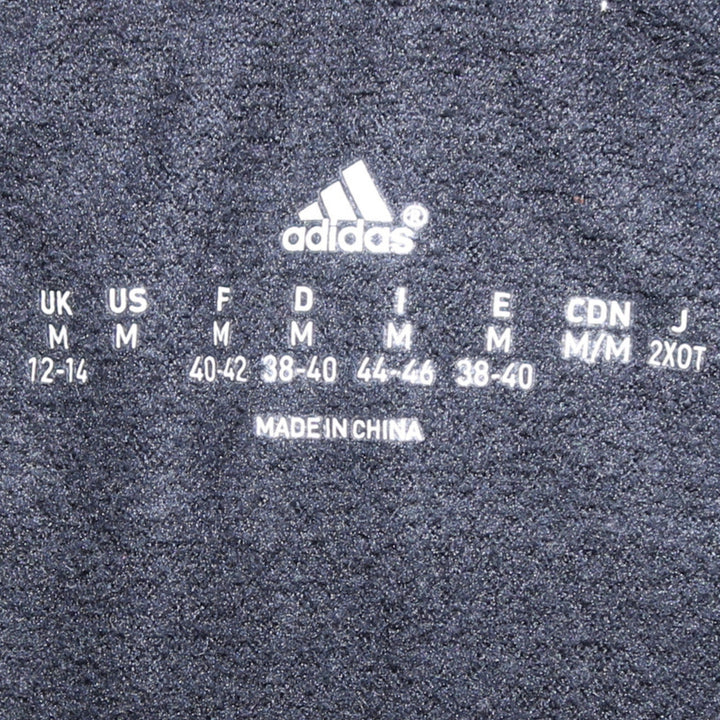 adidas®
UK US F D I E CDN J
M M M M M M M/M 2XOT
12-14 40-42 38-40 44-46 38-40
MADE IN CHINA